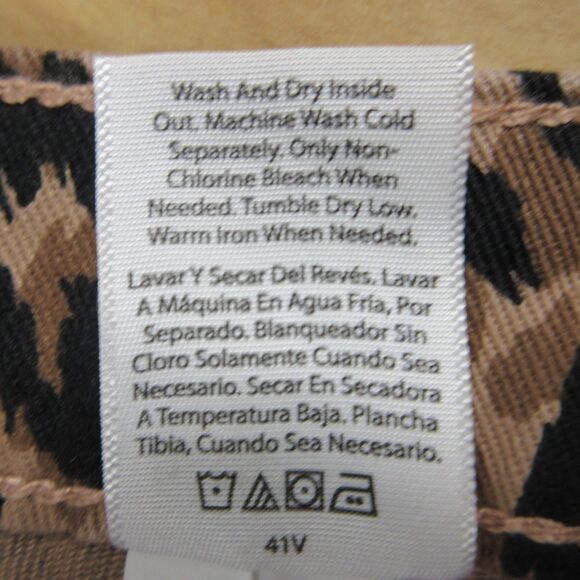 Wash And Dry Inside
Out. Machine Wash Cold
Separately. Only Non-
Chlorine Bleach When
Needed. Tumble Dry Low.
Warm Iron When Needed.
Lavar Y Secar Del Revés. Lavar
A Máquina En Agua Fría, Por
Separado. Blanqueador Sin
Cloro Solamente Cuando Sea
Necesario. Secar En Secadora
A Temperatura Baja. Plancha
Tibia, Cuando Sea Necesario.
41V